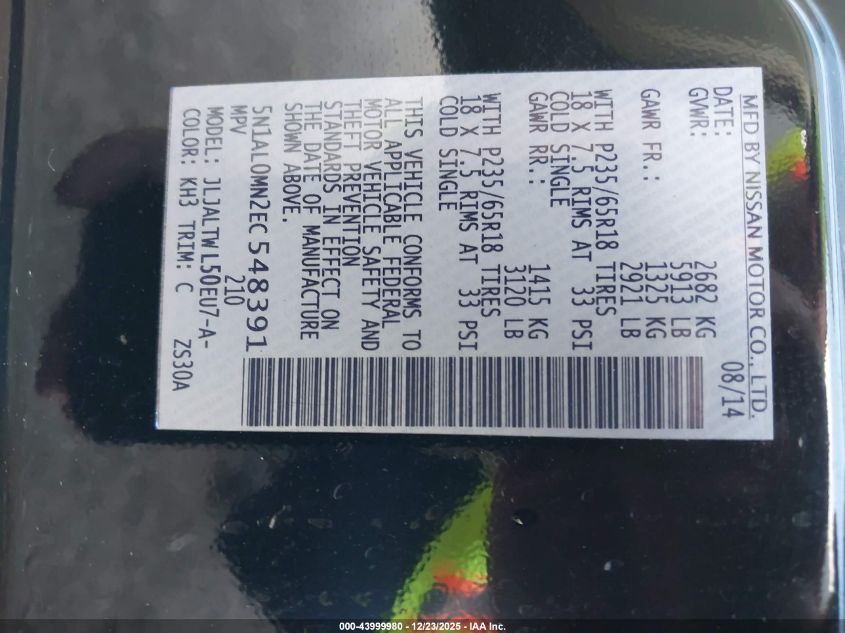 MFD BY NISSAN MOTOR CO., LTD.
DATE: 08/14
GVWR: 2682 KG
5913 LB
GAWR FR.: 1325 KG
2921 LB
WITH P235/65R18 TIRES
18 X 7.5 RIMS AT 33 PSI
COLD SINGLE
GAWR RR.: 1415 KG
3120 LB
WITH P235/65R18 TIRES
18 X 7.5 RIMS AT 33 PSI
COLD SINGLE
THIS VEHICLE CONFORMS TO
ALL APPLICABLE FEDERAL
MOTOR VEHICLE SAFETY AND
THEFT PREVENTION
STANDARDS IN EFFECT ON
THE DATE OF MANUFACTURE
SHOWN ABOVE.
5N1AL0MN2EC548391
MPV 210
MODEL: JLJALTWL50EU7-A-
COLOR: KH3 TRIM: C ZS30A
000-43999980 - 12/23/2025 - IAA Inc.